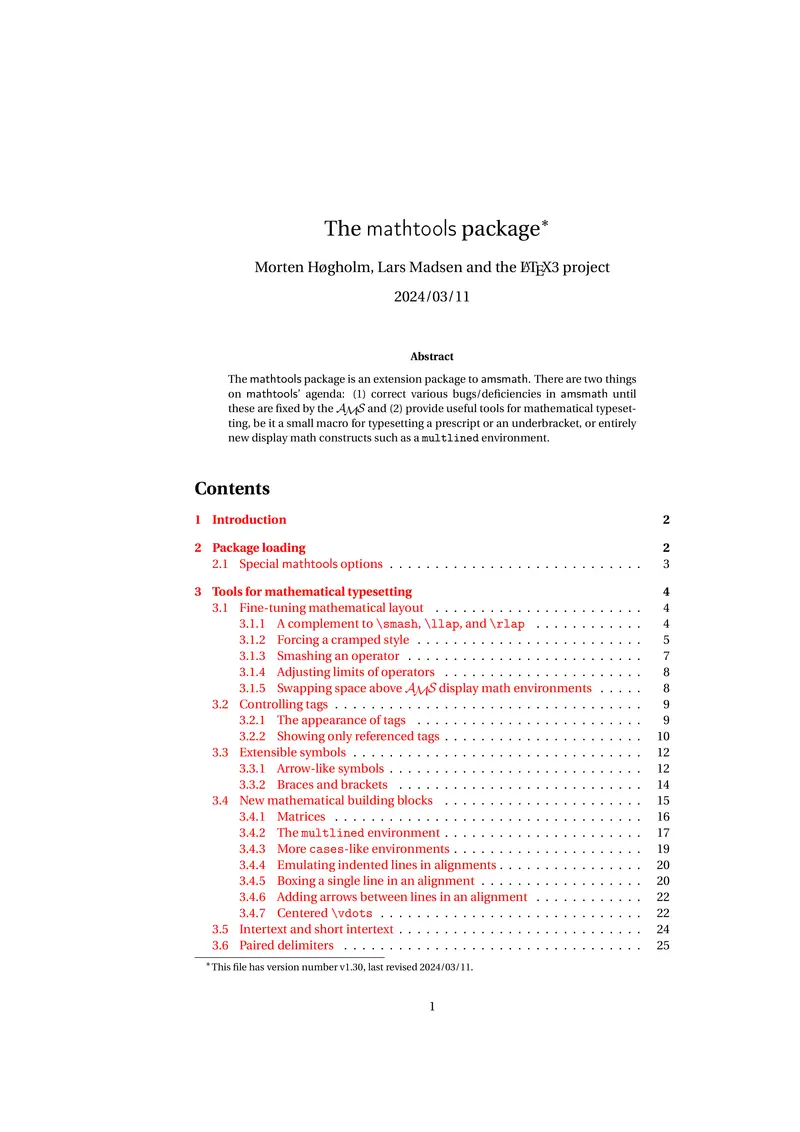 The mathtools package*
Morten Høgholm, Lars Madsen and the LATEX3 project
2024/03/11
Abstract
The mathtools package is an extension package to amsmath. There are two things
on mathtools' agenda: (1) correct various bugs/deficiencies in amsmath until
these are fixed by the AMS and (2) provide useful tools for mathematical typeset-
ting, be it a small macro for typesetting a prescript or an underbracket, or entirely
new display math constructs such as a multlined environment.
Contents
1 Introduction 2
2 Package loading 2
2.1 Special mathtools options . . . . . . . . . . . . . . . . . . . . . . . . . . . . 3
3 Tools for mathematical typesetting 4
3.1 Fine-tuning mathematical layout . . . . . . . . . . . . . . . . . . . . . . . 4
3.1.1 A complement to \smash, \llap, and \rlap . . . . . . . . . . . . 4
3.1.2 Forcing a cramped style . . . . . . . . . . . . . . . . . . . . . . . . . 5
3.1.3 Smashing an operator . . . . . . . . . . . . . . . . . . . . . . . . . . 7
3.1.4 Adjusting limits of operators . . . . . . . . . . . . . . . . . . . . . . 8
3.1.5 Swapping space above AMS display math environments . . . . . 8
3.2 Controlling tags . . . . . . . . . . . . . . . . . . . . . . . . . . . . . . . . . . 9
3.2.1 The appearance of tags . . . . . . . . . . . . . . . . . . . . . . . . . 9
3.2.2 Showing only referenced tags . . . . . . . . . . . . . . . . . . . . . . 10
3.3 Extensible symbols . . . . . . . . . . . . . . . . . . . . . . . . . . . . . . . . 12
3.3.1 Arrow-like symbols . . . . . . . . . . . . . . . . . . . . . . . . . . . . 12
3.3.2 Braces and brackets . . . . . . . . . . . . . . . . . . . . . . . . . . . 14
3.4 New mathematical building blocks . . . . . . . . . . . . . . . . . . . . . . 15
3.4.1 Matrices . . . . . . . . . . . . . . . . . . . . . . . . . . . . . . . . . . 16
3.4.2 The multlined environment . . . . . . . . . . . . . . . . . . . . . . 17
3.4.3 More cases-like environments . . . . . . . . . . . . . . . . . . . . . 19
3.4.4 Emulating indented lines in alignments . . . . . . . . . . . . . . . . 20
3.4.5 Boxing a single line in an alignment . . . . . . . . . . . . . . . . . . 20
3.4.6 Adding arrows between lines in an alignment . . . . . . . . . . . . 22
3.4.7 Centered \vdots . . . . . . . . . . . . . . . . . . . . . . . . . . . . . 22
3.5 Intertext and short intertext . . . . . . . . . . . . . . . . . . . . . . . . . . . 24
3.6 Paired delimiters . . . . . . . . . . . . . . . . . . . . . . . . . . . . . . . . . 25
*This file has version number v1.30, last revised 2024/03/11.
1